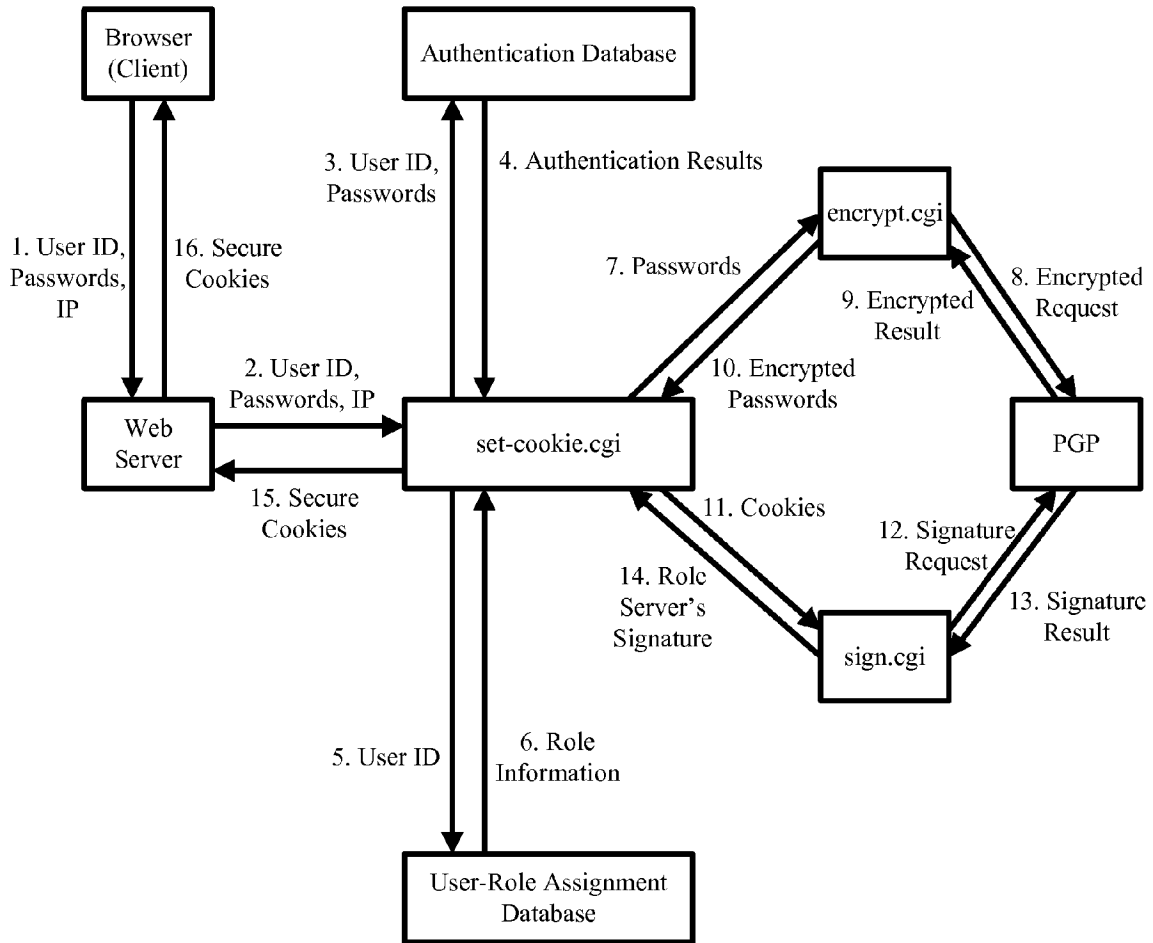 Browser
(Client)
Authentication Database
3. User ID,
Passwords
4. Authentication Results
encrypt.cgi
1. User ID,
Passwords,
IP
16. Secure
Cookies
7. Passwords
8. Encrypted
Request
9. Encrypted
Result
2. User ID,
Passwords, IP
10. Encrypted
Passwords
Web
Server
set-cookie.cgi
PGP
15. Secure
Cookies
11. Cookies
12. Signature
Request
14. Role
Server's
Signature
13. Signature
Result
sign.cgi
5. User ID
6. Role
Information
User-Role Assignment
Database